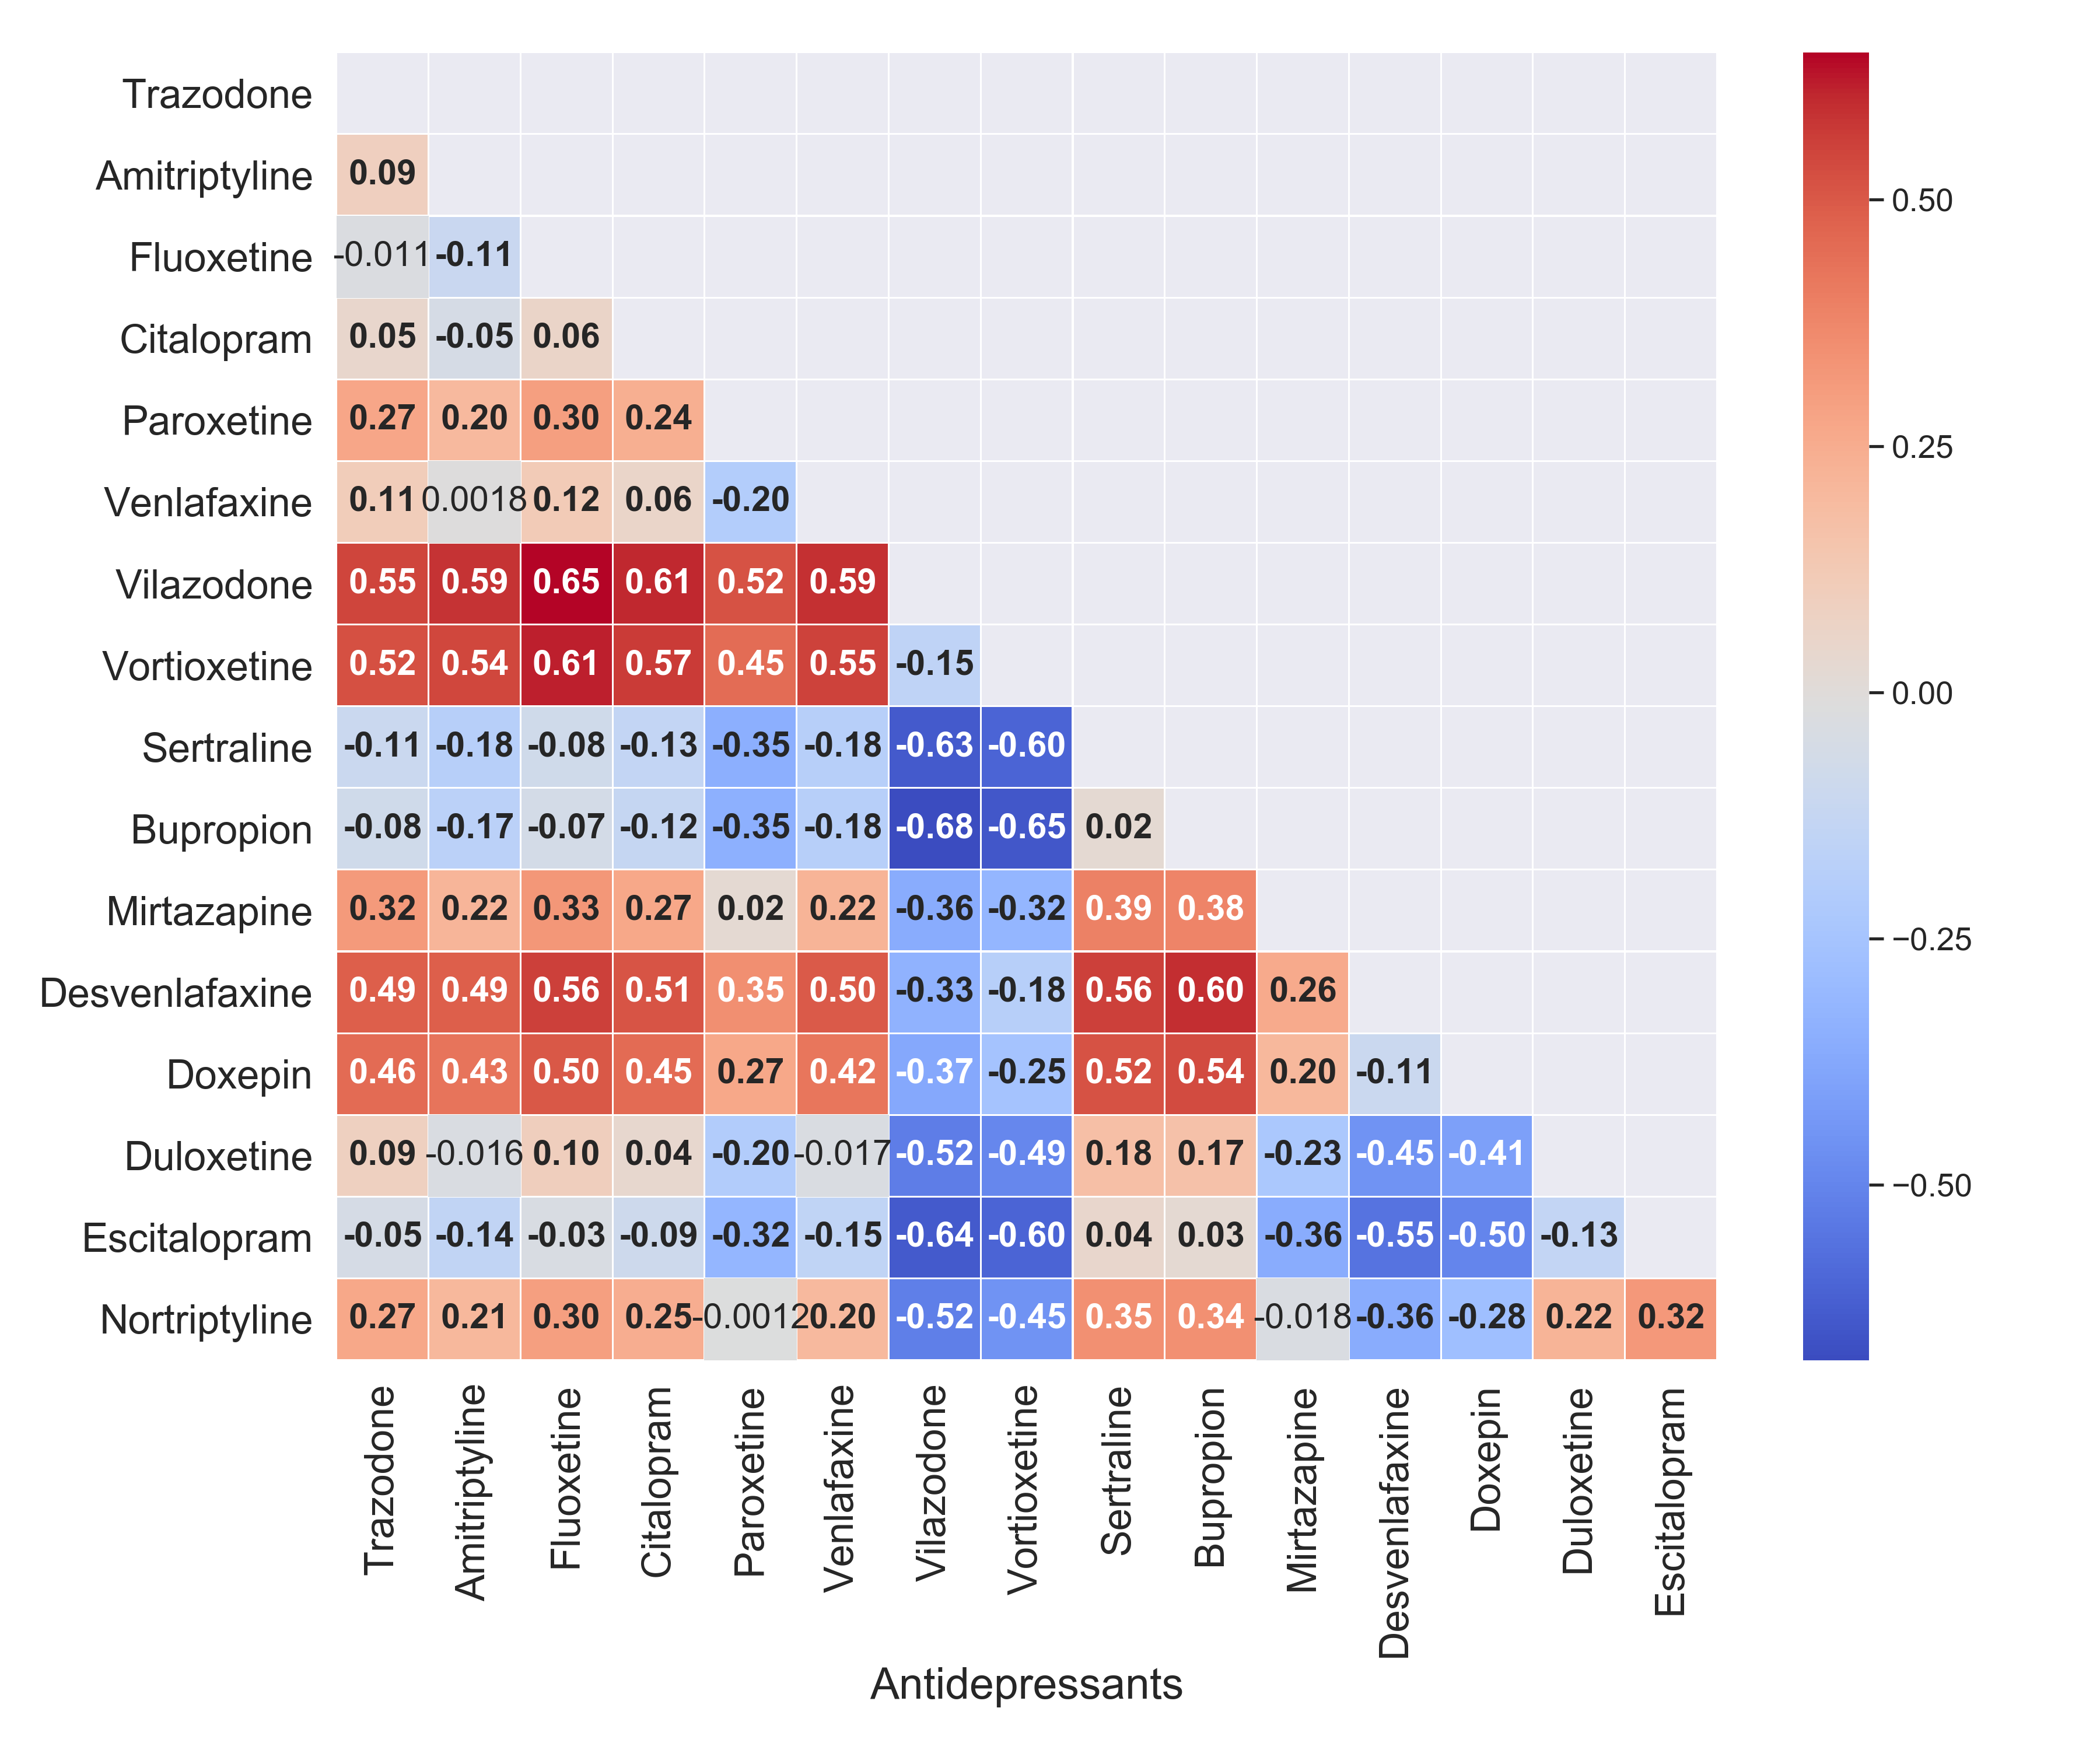 Trazodone
Amitriptyline 0.09
Fluoxetine -0.011 -0.11
Citalopram 0.05 -0.05 0.06
Paroxetine 0.27 0.20 0.30 0.24
Venlafaxine 0.11 0.0018 0.12 0.06 -0.20
Vilazodone 0.55 0.59 0.65 0.61 0.52 0.59
Vortioxetine 0.52 0.54 0.61 0.57 0.45 0.55 -0.15
Sertraline -0.11 -0.18 -0.08 -0.13 -0.35 -0.18 -0.63 -0.60
Bupropion -0.08 -0.17 -0.07 -0.12 -0.35 -0.18 -0.68 -0.65 0.02
Mirtazapine 0.32 0.22 0.33 0.27 0.02 0.22 -0.36 -0.32 0.39 0.38
Desvenlafaxine 0.49 0.49 0.56 0.51 0.35 0.50 -0.33 -0.18 0.56 0.60 0.26
Doxepin 0.46 0.43 0.50 0.45 0.27 0.42 -0.37 -0.25 0.52 0.54 0.20 -0.11
Duloxetine 0.09 -0.016 0.10 0.04 -0.20 -0.017 -0.52 -0.49 0.18 0.17 -0.23 -0.45 -0.41
Escitalopram -0.05 -0.14 -0.03 -0.09 -0.32 -0.15 -0.64 -0.60 0.04 0.03 -0.36 -0.55 -0.50 -0.13
Nortriptyline 0.27 0.21 0.30 0.25 -0.0012 0.20 -0.52 -0.45 0.35 0.34 -0.018 -0.36 -0.28 0.22 0.32
Trazodone
Amitriptyline
Fluoxetine
Citalopram
Paroxetine
Venlafaxine
Vilazodone
Vortioxetine
Sertraline
Bupropion
Mirtazapine
Desvenlafaxine
Doxepin
Duloxetine
Escitalopram
Antidepressants
0.50
0.25
0.00
−0.25
−0.50